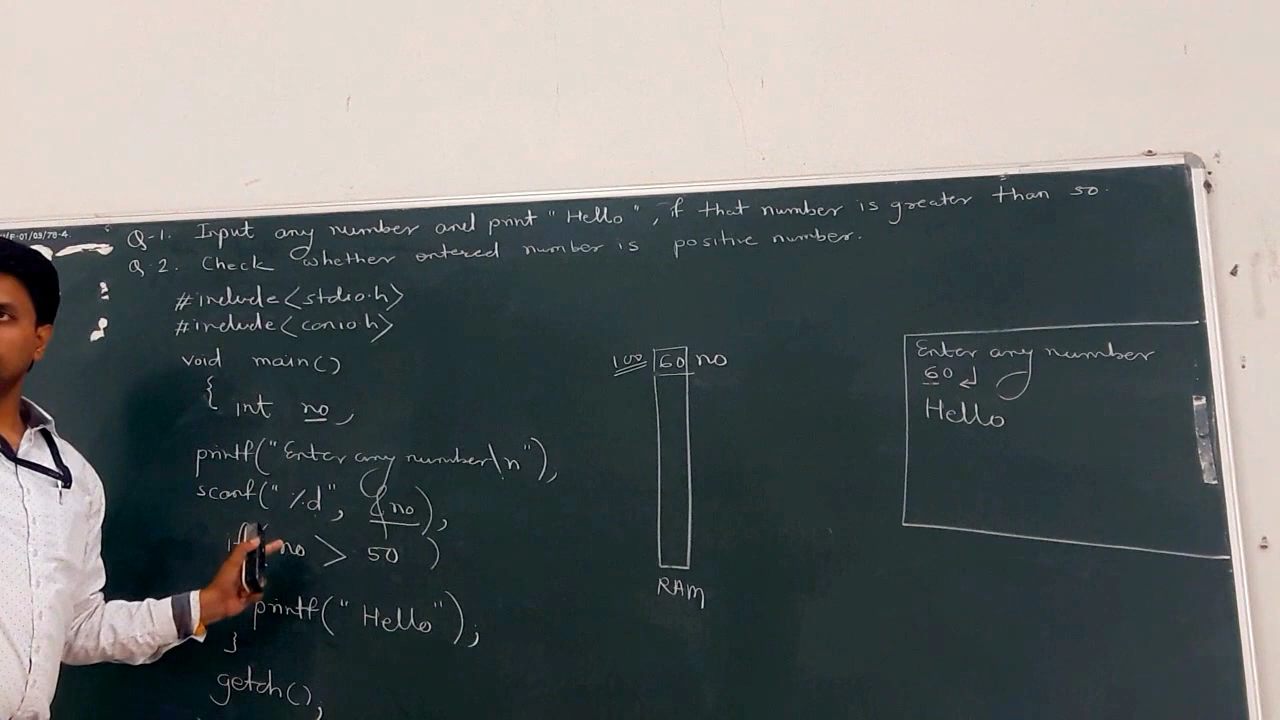 Q-1. Input any number and print "Hello", if that number is greater than 50.
Q.2. Check whether entered number is positive number.
#include<stdio.h>
#include<conio.h>
void main()
{
int no,
printf("Enter any number\n"),
scanf("%d", &no),
if no > 50 )
printf("Hello");
}
getch(),
100 60 no
RAM
Enter any number
60
Hello